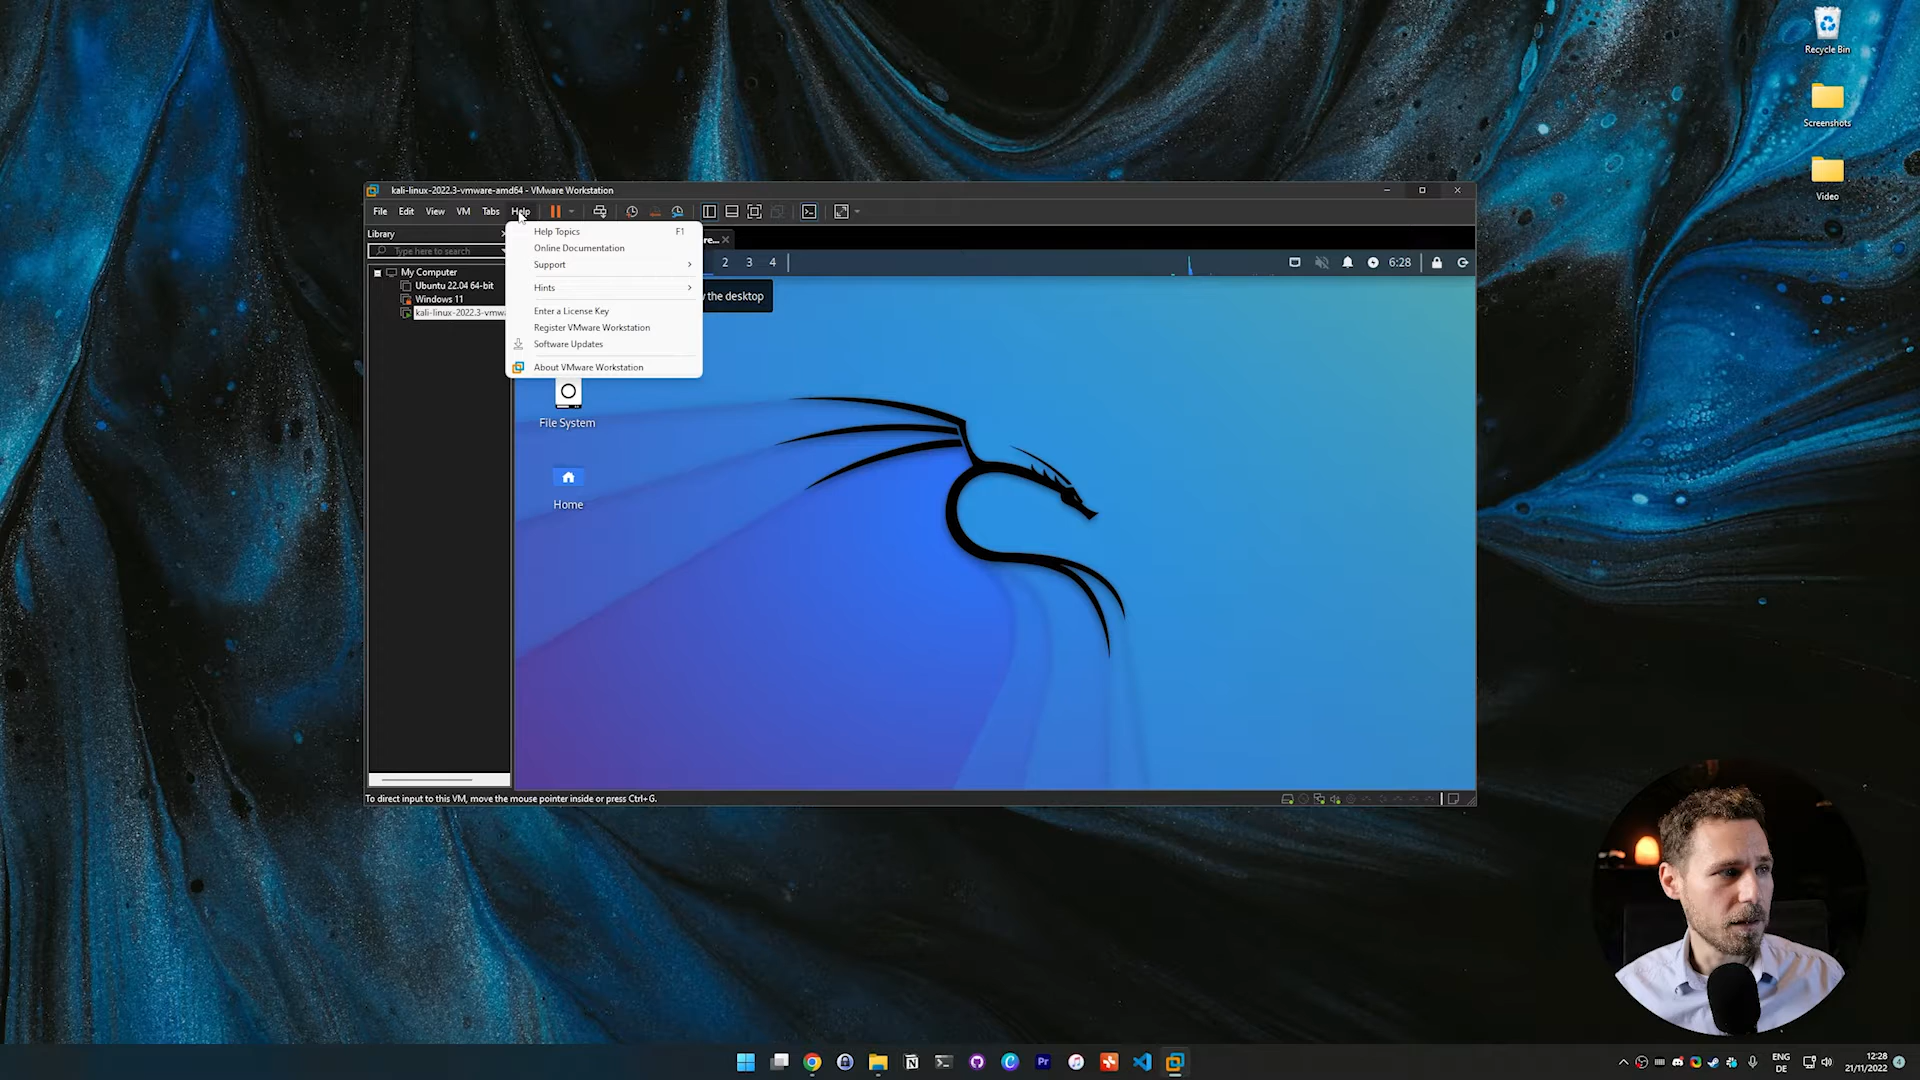 Recycle Bin
Screenshots
Video
kali-linux-2022.3-vmware-amd64 - VMware Workstation
File Edit View VM Tabs Help
Library
Type here to search
My Computer
Ubuntu 22.04 64-bit
Windows 11
kali-linux-2022.3-vmwa
Help Topics F1
Online Documentation
Support
Hints
Enter a License Key
Register VMware Workstation
Software Updates
About VMware Workstation
re...
2 3 4
6:28
the desktop
File System
Home
To direct input to this VM, move the mouse pointer inside or press Ctrl+G.
Pr
ENG
DE
12:28
21/11/2022
4